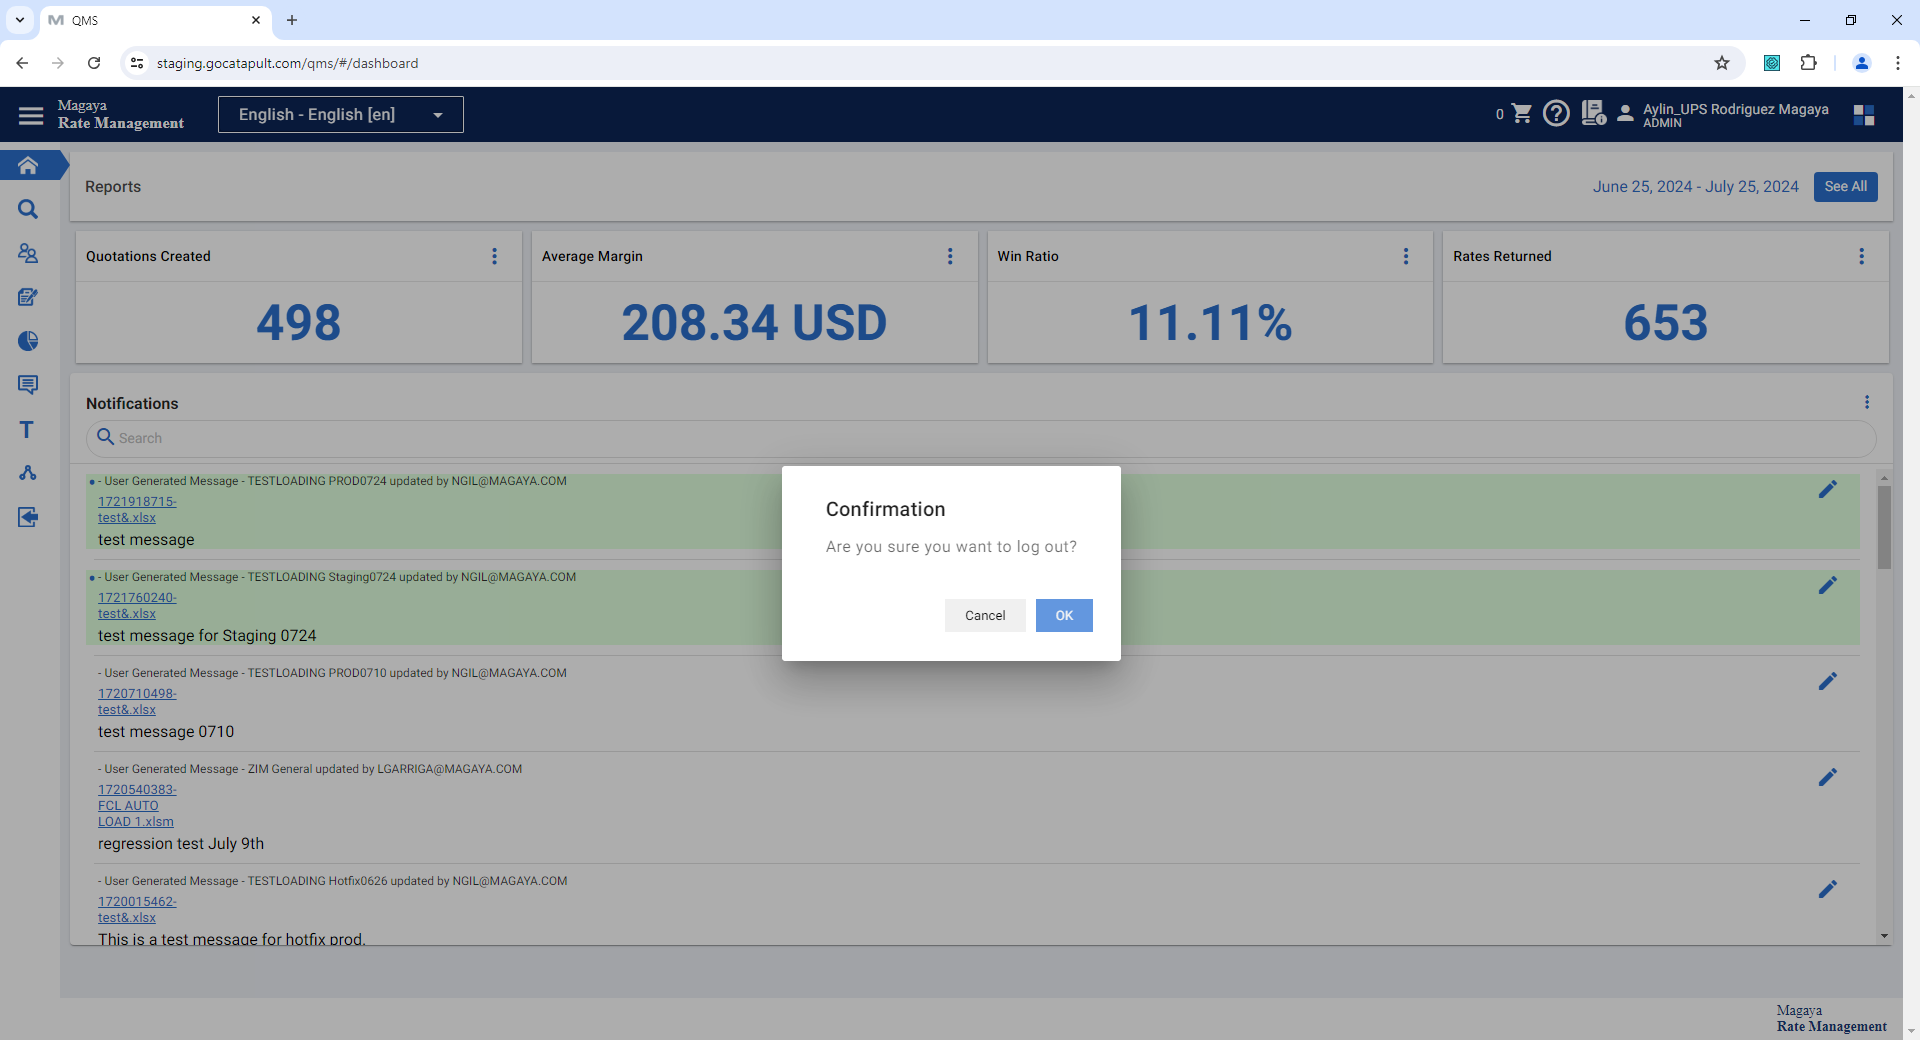 QMS
staging.gocatapult.com/qms/#/dashboard
Magaya
Rate Management
English - English [en]
0
Aylin_UPS Rodriguez Magaya
ADMIN
Reports
June 25, 2024 - July 25, 2024
See All
Quotations Created
498
Average Margin
208.34 USD
Win Ratio
11.11%
Rates Returned
653
Notifications
Search
- User Generated Message - TESTLOADING PROD0724 updated by NGIL@MAGAYA.COM
1721918715-
test&.xlsx
test message
- User Generated Message - TESTLOADING Staging0724 updated by NGIL@MAGAYA.COM
1721760240-
test&.xlsx
test message for Staging 0724
- User Generated Message - TESTLOADING PROD0710 updated by NGIL@MAGAYA.COM
1720710498-
test&.xlsx
test message 0710
- User Generated Message - ZIM General updated by LGARRIGA@MAGAYA.COM
1720540383-
FCL AUTO
LOAD 1.xlsm
regression test July 9th
- User Generated Message - TESTLOADING Hotfix0626 updated by NGIL@MAGAYA.COM
1720015462-
test&.xlsx
This is a test message for hotfix prod.
Confirmation
Are you sure you want to log out?
Cancel
OK
Magaya
Rate Management